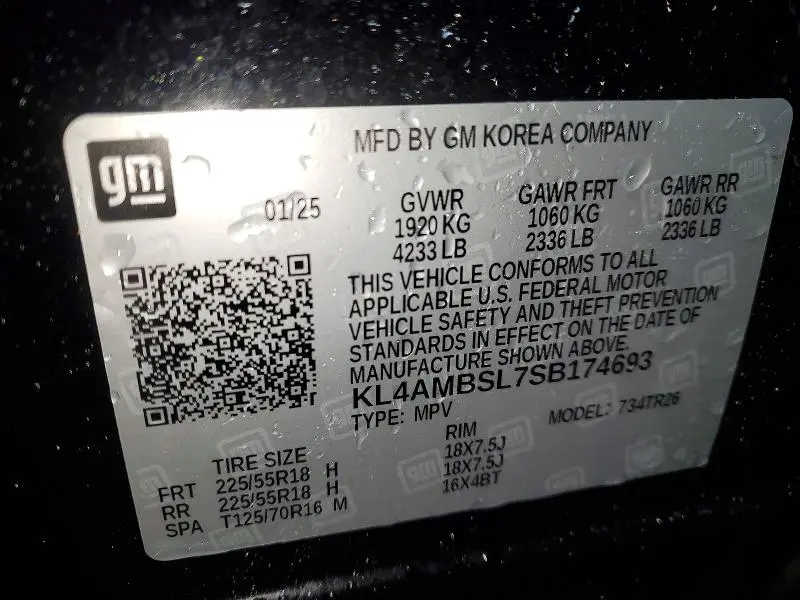 gm
MFD BY GM KOREA COMPANY
01/25
GVWR GAWR FRT GAWR RR
1920 KG 1060 KG 1060 KG
4233 LB 2336 LB 2336 LB
THIS VEHICLE CONFORMS TO ALL
APPLICABLE U.S. FEDERAL MOTOR
VEHICLE SAFETY AND THEFT PREVENTION
STANDARDS IN EFFECT ON THE DATE OF
MANUFACTURE SHOWN ABOVE.
KL4AMBSL7SB174693
TYPE: MPV MODEL: 734TR26
TIRE SIZE RIM
FRT 225/55R18 H 18X7.5J
RR 225/55R18 H 18X7.5J
SPA T125/70R16 M 16X4BT